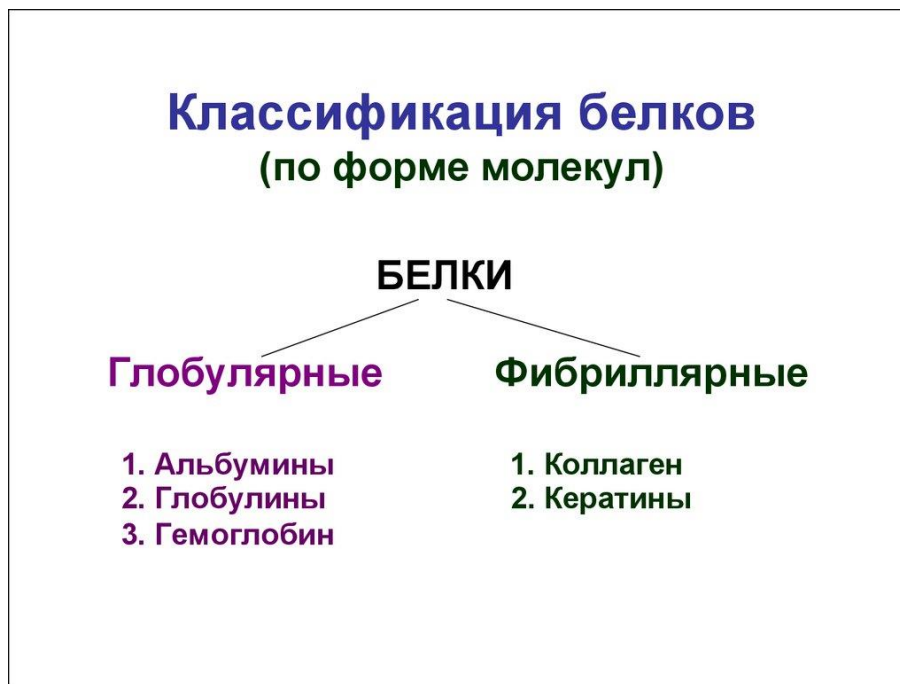 Классификация белков
(по форме молекул)
БЕЛКИ
Глобулярные
Фибриллярные
1. Альбумины
2. Глобулины
3. Гемоглобин
1. Коллаген
2. Кератины